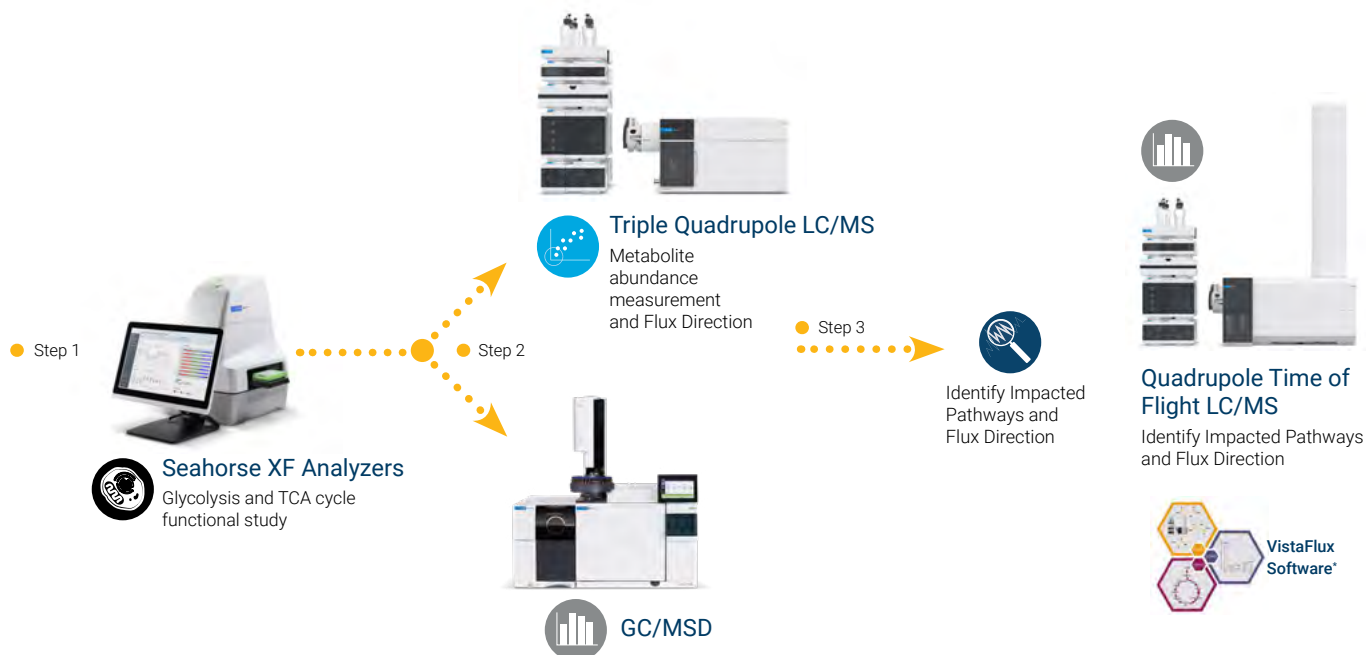 Step 1
Seahorse XF Analyzers
Glycolysis and TCA cycle
functional study
Step 2
Triple Quadrupole LC/MS
Metabolite
abundance
measurement
and Flux Direction
GC/MSD
Step 3
Identify Impacted
Pathways and
Flux Direction
Quadrupole Time of
Flight LC/MS
Identify Impacted Pathways
and Flux Direction
VistaFlux
Software*